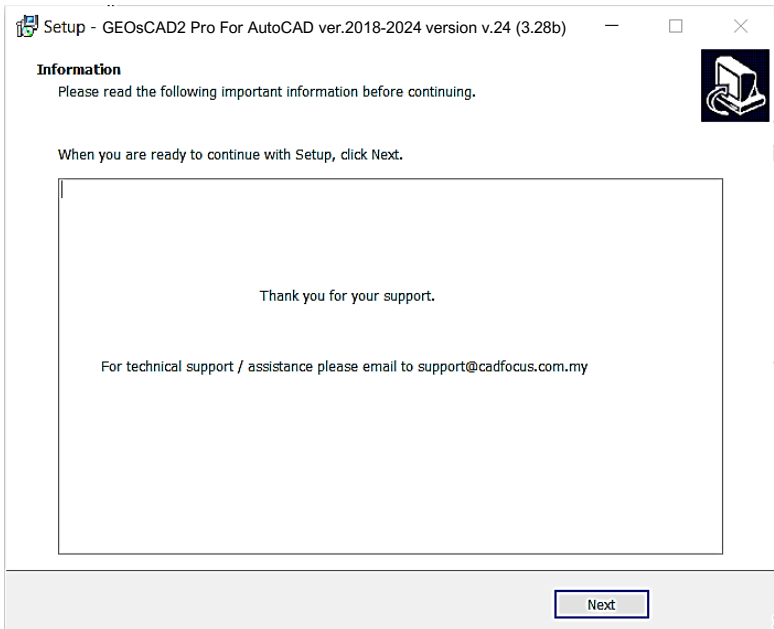 Setup - GEOsCAD2 Pro For AutoCAD ver.2018-2024 version v.24 (3.28b)
Information
Please read the following important information before continuing.
When you are ready to continue with Setup, click Next.
Thank you for your support.
For technical support / assistance please email to support@cadfocus.com.my
Next